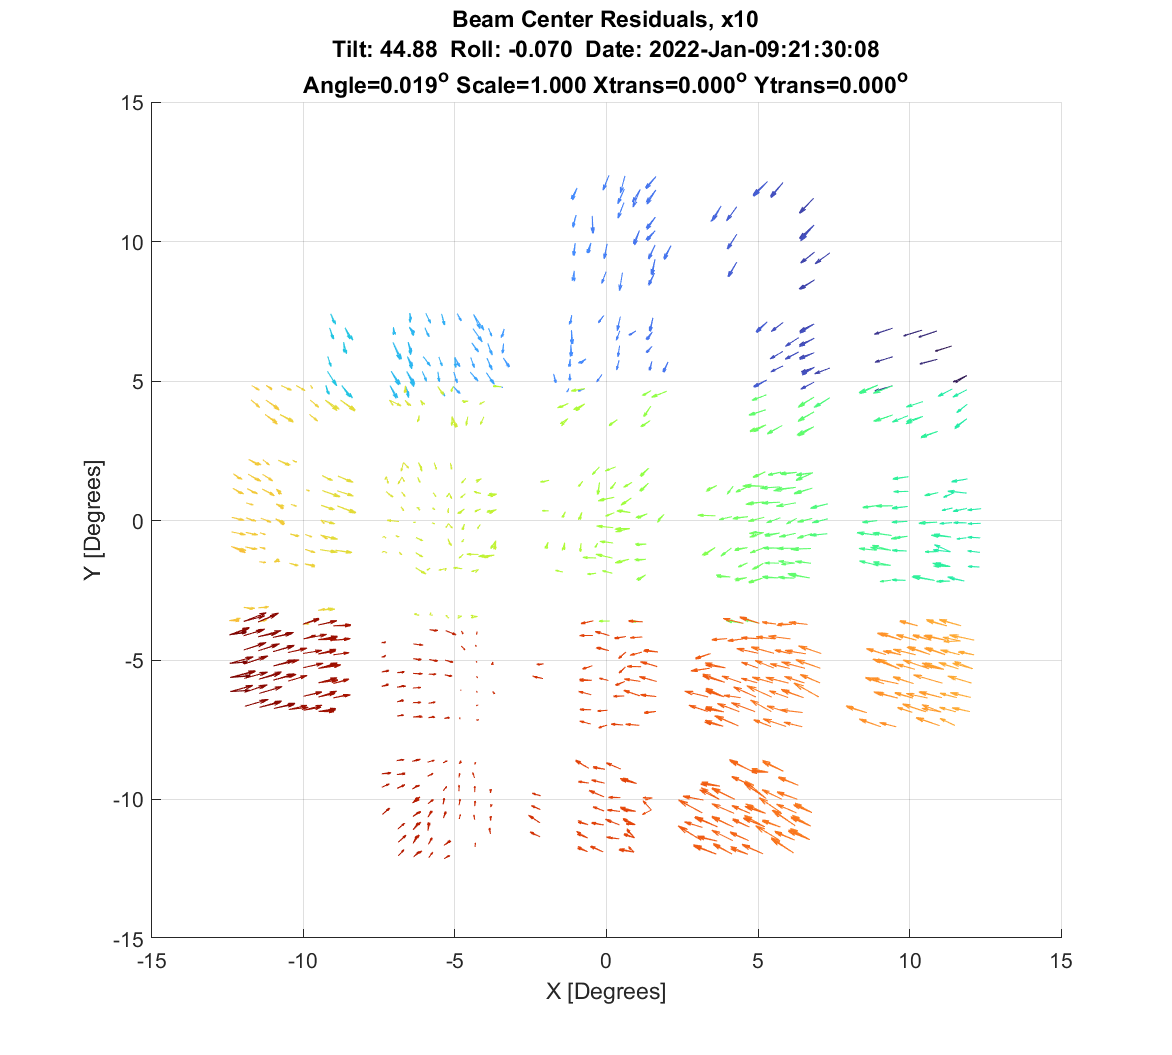 Beam Center Residuals, x10
Tilt: 44.88 Roll: -0.070 Date: 2022-Jan-09:21:30:08
Angle=0.019° Scale=1.000 Xtrans=0.000° Ytrans=0.000°
15
10
5
0
-5
-10
-15
Y [Degrees]
-15 -10 -5 0 5 10 15
X [Degrees]